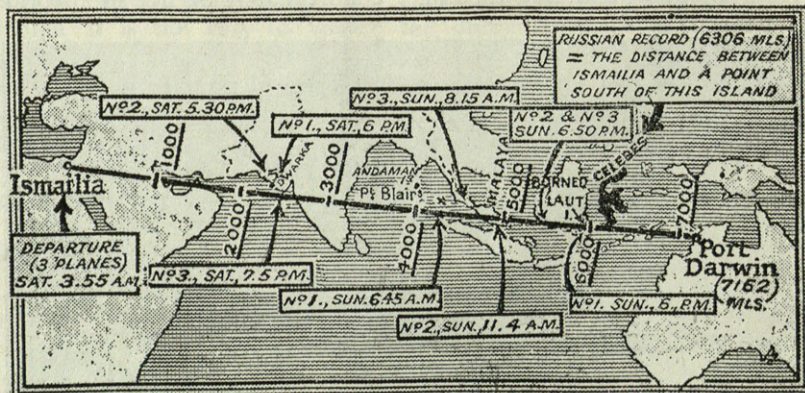 RUSSIAN RECORD (6306 MLS.)
= THE DISTANCE BETWEEN
ISMAILIA AND A POINT
SOUTH OF THIS ISLAND
No2., SAT. 5.30 P.M.
No1., SAT., 6 P.M.
No3., SUN., 8.15 A.M.
No2 & No3
SUN. 6.50 P.M.
1000
2000
3000
4000
5000
6000
7000
DWARKA
ANDAMAN
IS
Pt. Blair
MALAYA
BORNEO
LAUT
I.
CELEBES
Ismailia
DEPARTURE
(3 PLANES)
SAT. 3.55 A.M.
No3., SAT., 7.5 P.M.
No1., SUN. 6.45 A.M.
No2., SUN., 11.4 A.M.
No1. SUN., 6., P.M.
Port
Darwin
(7162)
MLS.